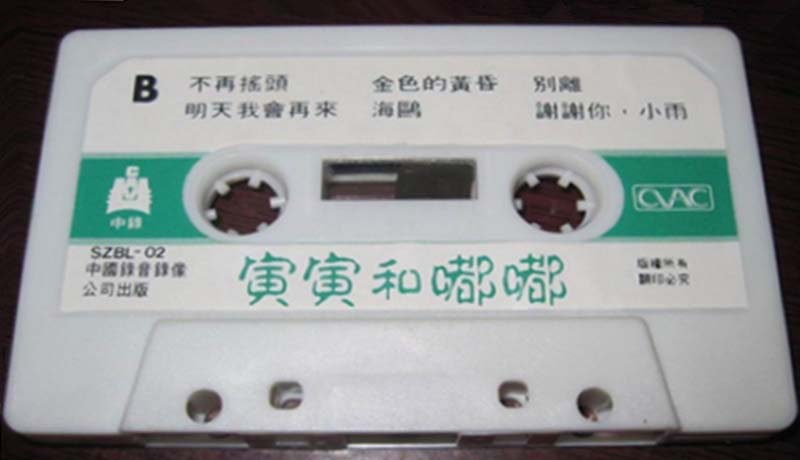 B
不再搖頭 金色的黃昏 別離
明天我會再來 海鷗 謝謝你·小雨
中錄
CVAC
SZBL-02
中國錄音錄像
公司出版
寅寅和嘟嘟
版權所有
翻印必究